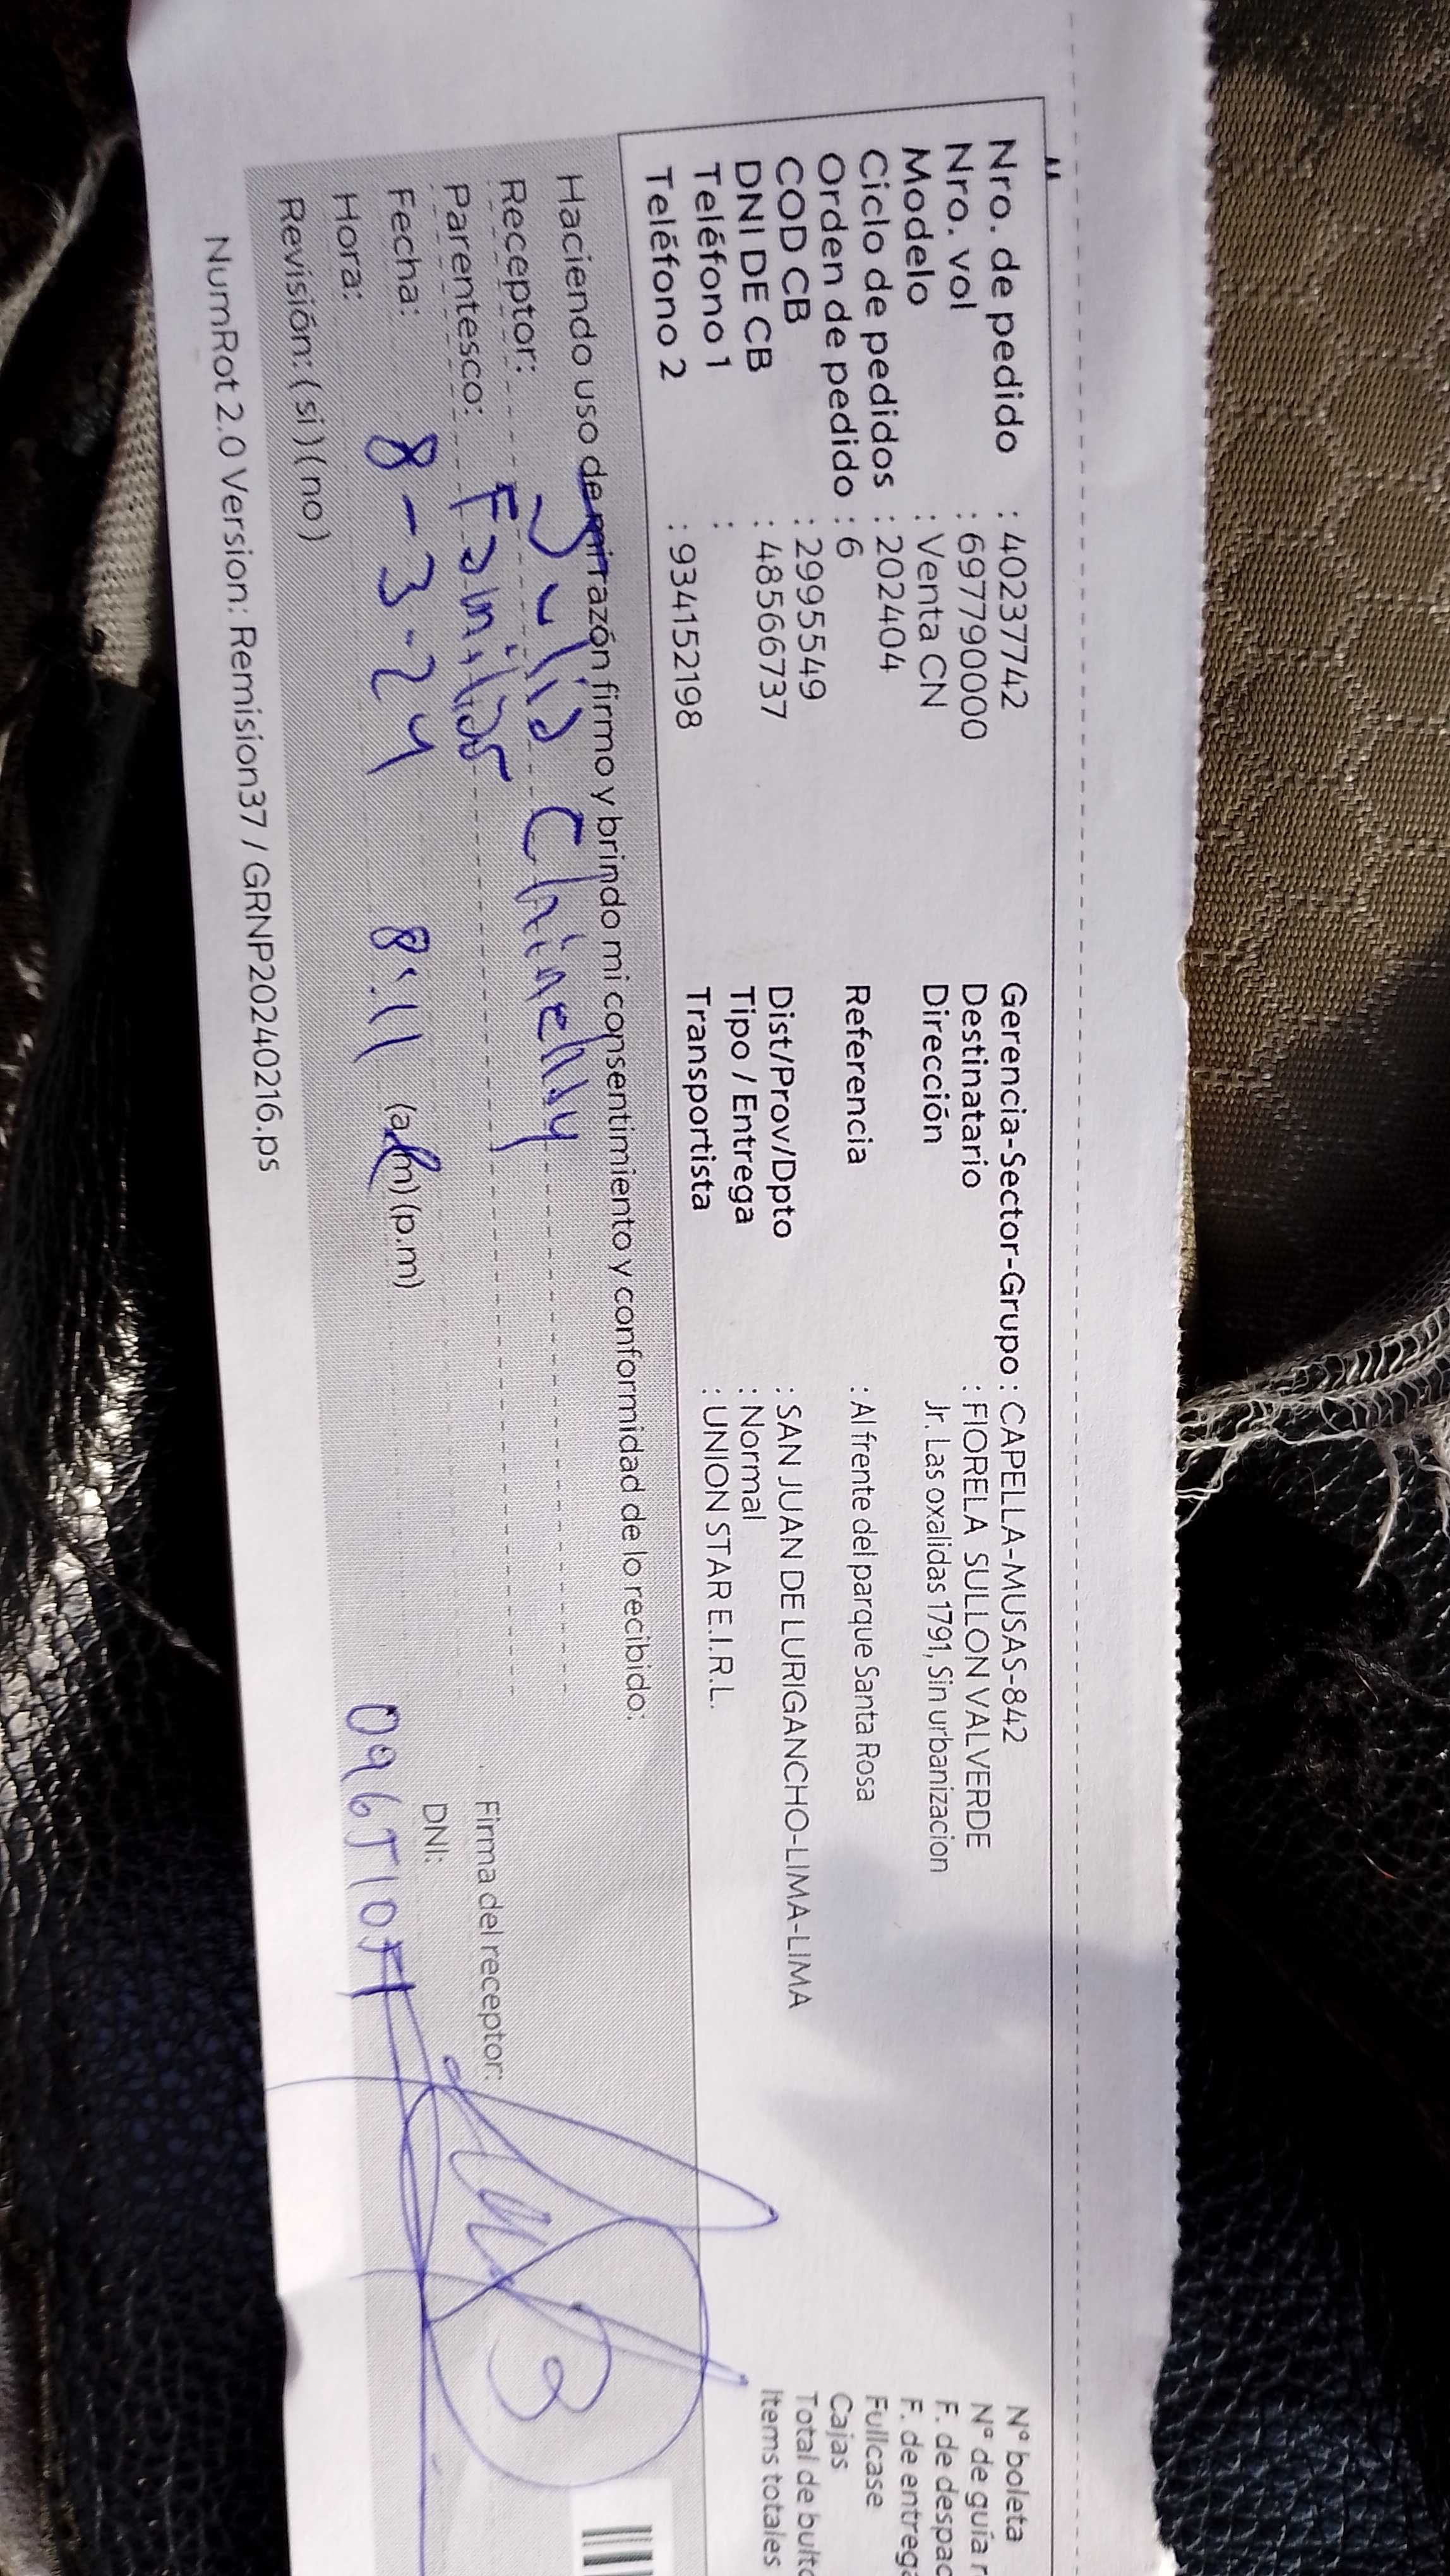 Nro. de pedido : 40237742
Nro. vol : 697790000
Modelo : Venta CN
Ciclo de pedidos : 202404
Orden de pedido : 6
COD CB : 2995549
DNI DE CB : 48566737
Teléfono 1 :
Teléfono 2 : 934152198
Gerencia-Sector-Grupo : CAPELLA-MUSAS-842
Destinatario : FIORELA SULLON VALVERDE
Dirección Jr. Las oxalidas 1791, Sin urbanizacion
Referencia : Al frente del parque Santa Rosa
Dist/Prov/Dpto : SAN JUAN DE LURIGANCHO-LIMA-LIMA
Tipo / Entrega : Normal
Transportista : UNION STAR E.I.R.L.
N° boleta
N° de guía r
F. de despac
F. de entreg
Fullcase
Cajas
Total de bult
Items totales
Haciendo uso de mi razón firmo y brindo mi consentimiento y conformidad de lo recibido:
Receptor: Julia
Parentesco: Familiar
Fecha: 8-3-24
Hora: 8:11 (a.m) (p.m)
Revisión: (si) (no)
Firma del receptor:
DNI:
3
NumRot 2.0 Version: Remision37 / GRNP20240216.ps